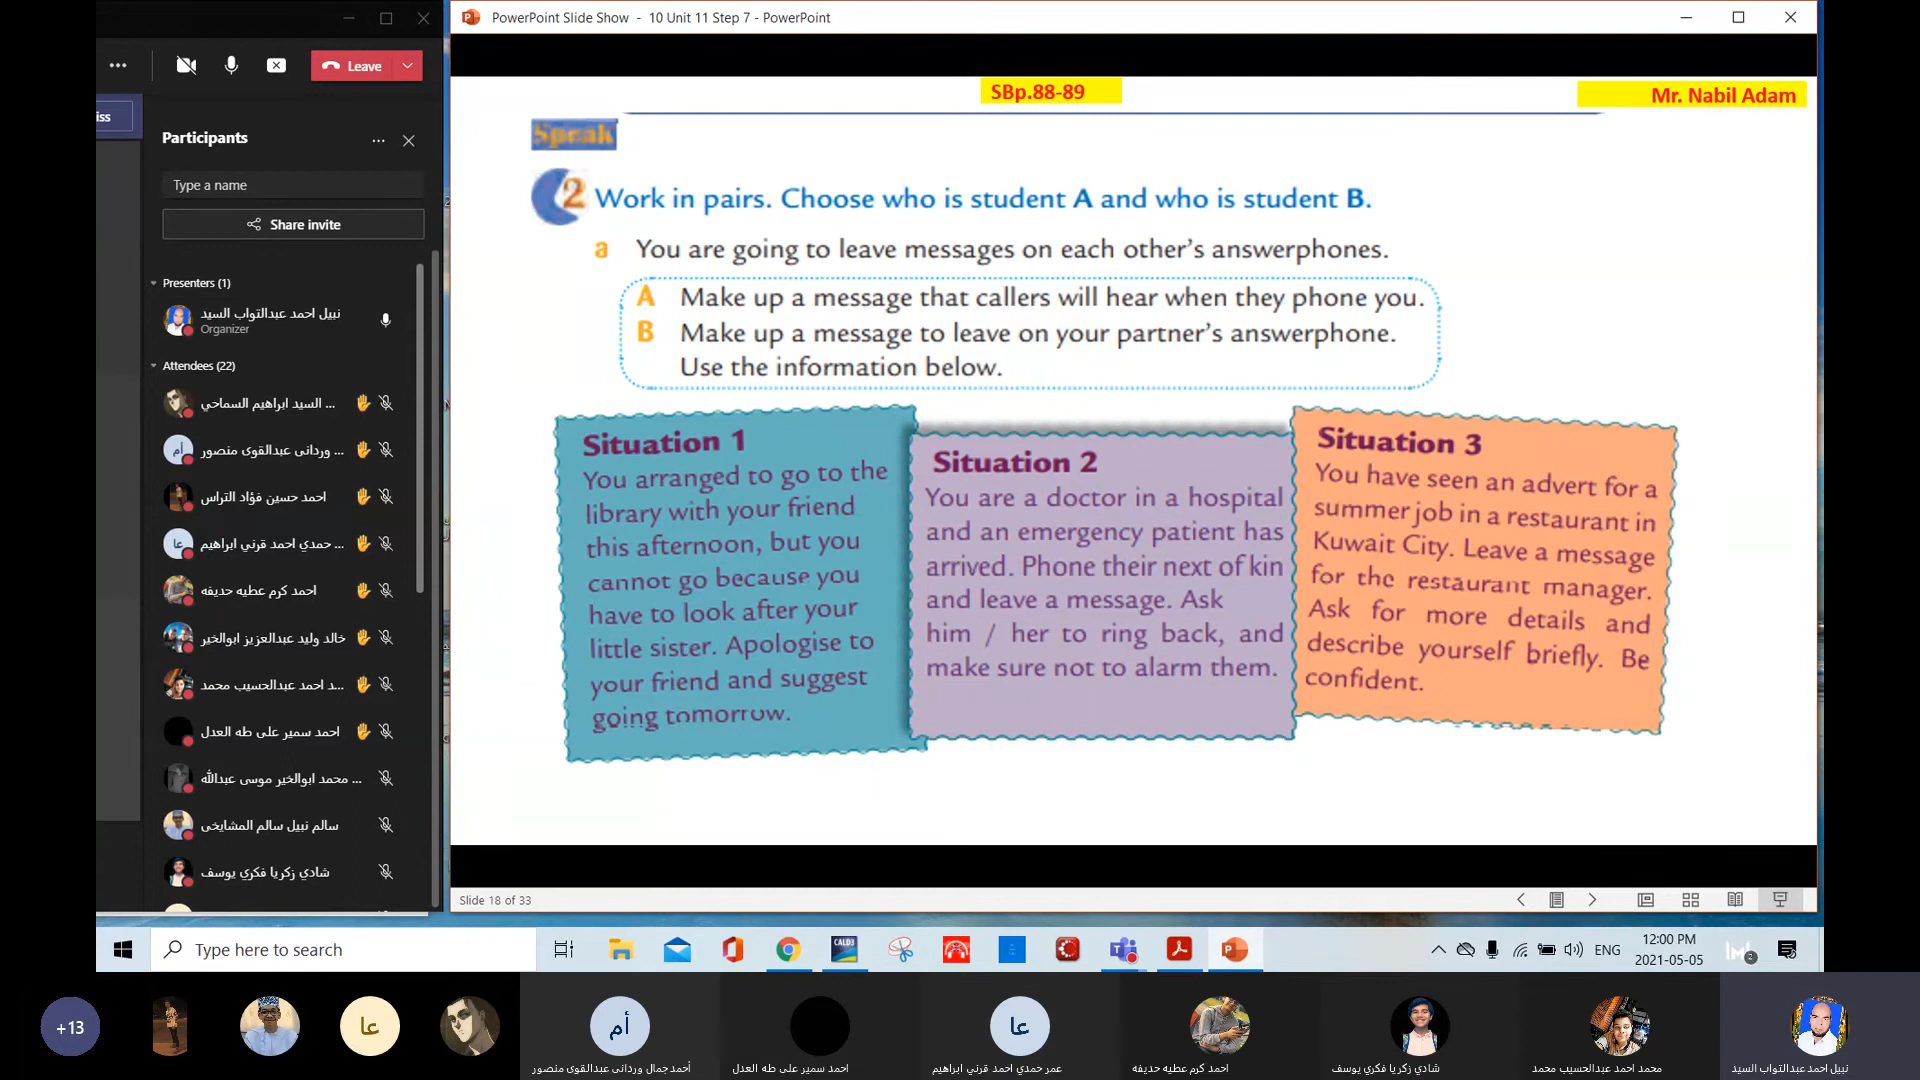 PowerPoint Slide Show - 10 Unit 11 Step 7 - PowerPoint
Leave
iss
Participants
Type a name
Share invite
Presenters (1)
نبيل احمد عبدالتواب السيد
Organizer
Attendees (22)
... السيد ابراهيم السماحي
... وردانى عبدالقوى منصور
احمد حسين فؤاد التراس
... حمدي احمد قرني ابراهيم
احمد كرم عطيه حديفه
خالد وليد عبدالعزيز ابوالخير
...د احمد عبدالحسيب محمد
احمد سمير على طه العدل
محمد ابوالخير موسى عبدالله ...
سالم نبيل سالم المشايخى
شادي زكريا فكري يوسف
أم
عا
SBp.88-89
Mr. Nabil Adam
Speak
2 Work in pairs. Choose who is student A and who is student B.
a You are going to leave messages on each other's answerphones.
A Make up a message that callers will hear when they phone you.
B Make up a message to leave on your partner's answerphone.
Use the information below.
Situation 1
You arranged to go to the
library with your friend
this afternoon, but you
cannot go because you
have to look after your
little sister. Apologise to
your friend and suggest
going tomorrow.
Situation 2
You are a doctor in a hospital
and an emergency patient has
arrived. Phone their next of kin
and leave a message. Ask
him / her to ring back, and
make sure not to alarm them.
Situation 3
You have seen an advert for a
summer job in a restaurant in
Kuwait City. Leave a message
for the restaurant manager.
Ask for more details and
describe yourself briefly. Be
confident.
Slide 18 of 33
Type here to search
CALD3
ENG
12:00 PM
2021-05-05
2
+13
عا
أم
عا
أحمدجمال وردانى عبدالقوى منصور
احمد سمير على طه العدل
عمر حمدي احمد قرني ابراهيم
احمد كرم عطيه حديفه
شادي زكريا فكري يوسف
محمد احمد عبدالحسيب محمد
نبيل احمد عبدالتواب السيد